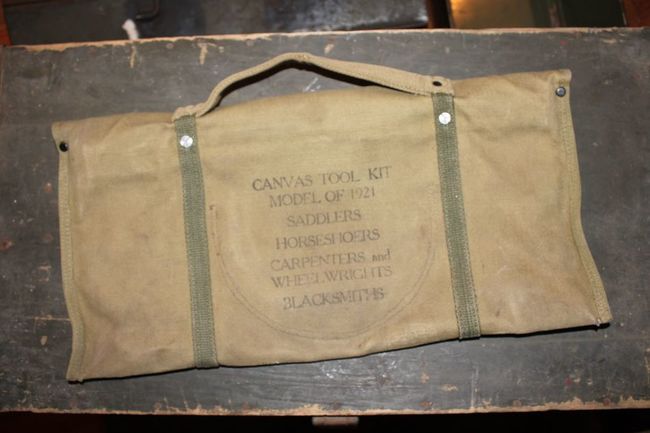 CANVAS TOOL KIT
MODEL OF 1921
SADDLERS
HORSESHOERS
CARPENTERS and
WHEELWRIGHTS
BLACKSMITHS